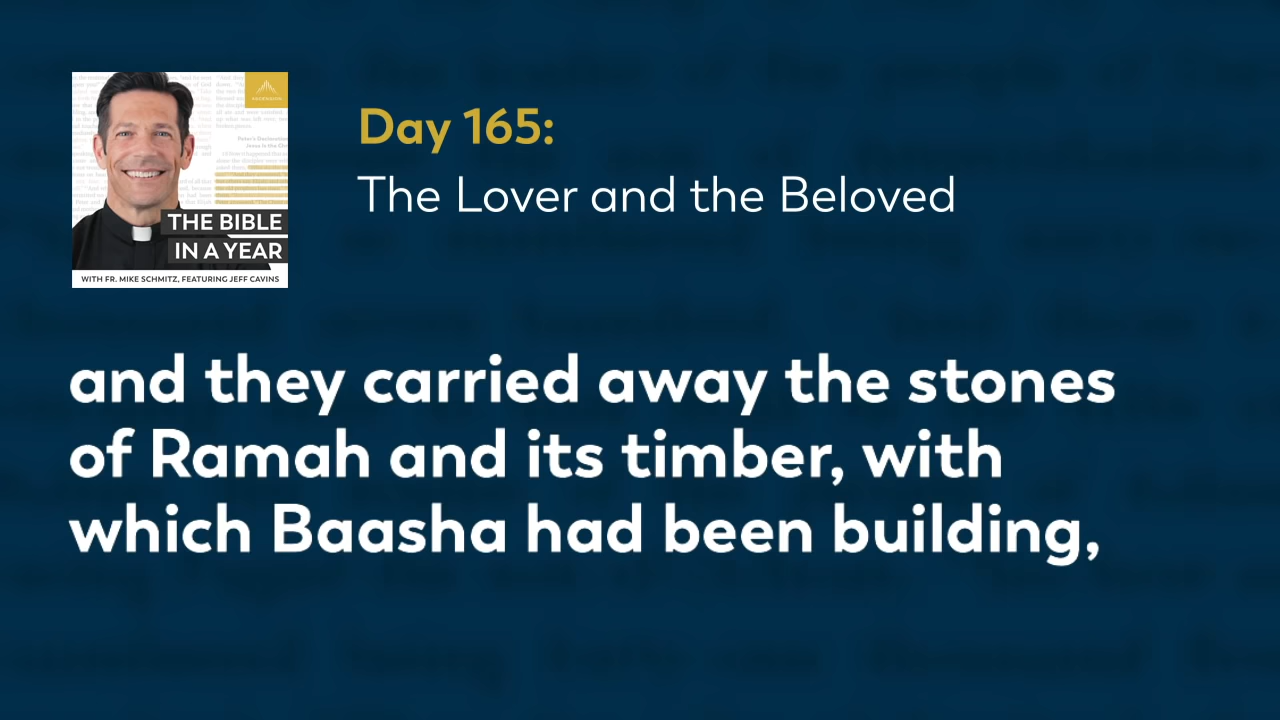 Day 165:
The Lover and the Beloved
THE BIBLE
IN A YEAR
WITH FR. MIKE SCHMITZ, FEATURING JEFF CAVINS
and they carried away the stones
of Ramah and its timber, with
which Baasha had been building,